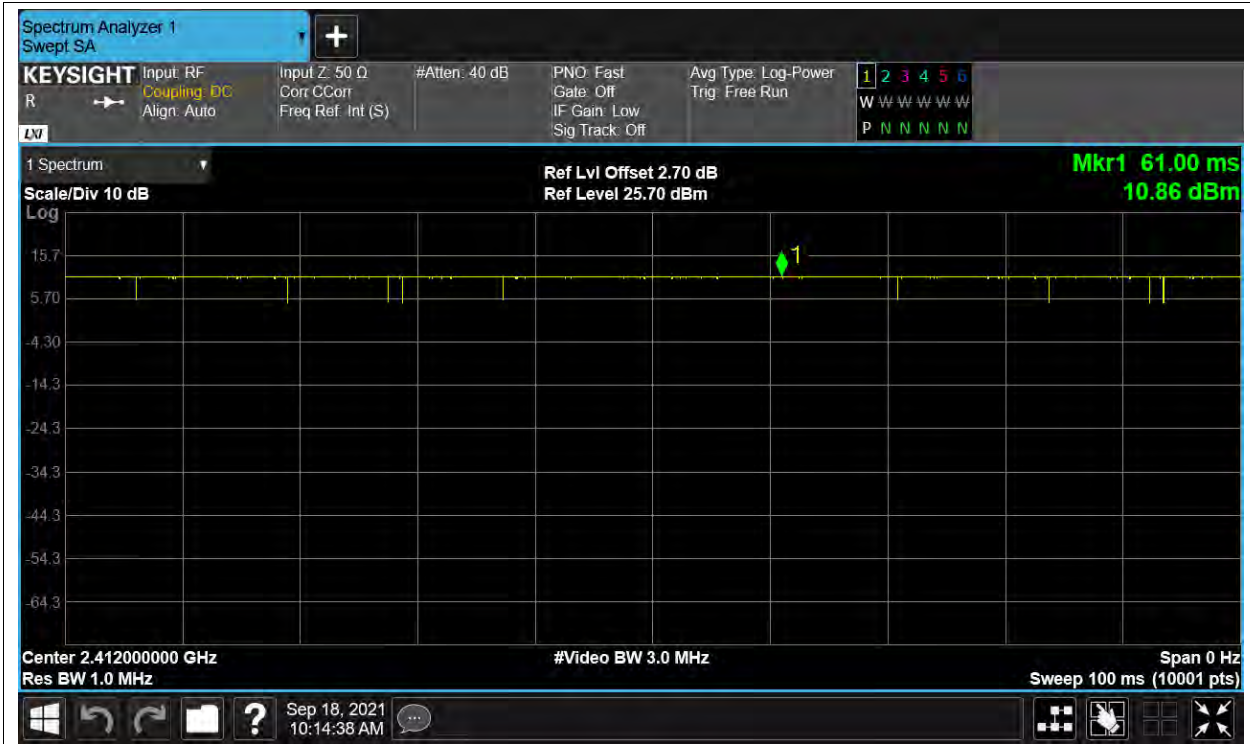 Spectrum Analyzer 1
Swept SA
KEYSIGHT
R
LXI
Input: RF
Coupling: DC
Align: Auto
Input Z: 50 Ω
Corr CCorr
Freq Ref: Int (S)
#Atten: 40 dB
PNO: Fast
Gate: Off
IF Gain: Low
Sig Track: Off
Avg Type: Log-Power
Trig: Free Run
1 2 3 4 5 6
W W W W W W
P N N N N N
1 Spectrum
Scale/Div 10 dB
Log
Ref Lvl Offset 2.70 dB
Ref Level 25.70 dBm
Mkr1 61.00 ms
10.86 dBm
1
15.7
5.70
-4.30
-14.3
-24.3
-34.3
-44.3
-54.3
-64.3
Center 2.412000000 GHz
Res BW 1.0 MHz
#Video BW 3.0 MHz
Span 0 Hz
Sweep 100 ms (10001 pts)
?
Sep 18, 2021
10:14:38 AM